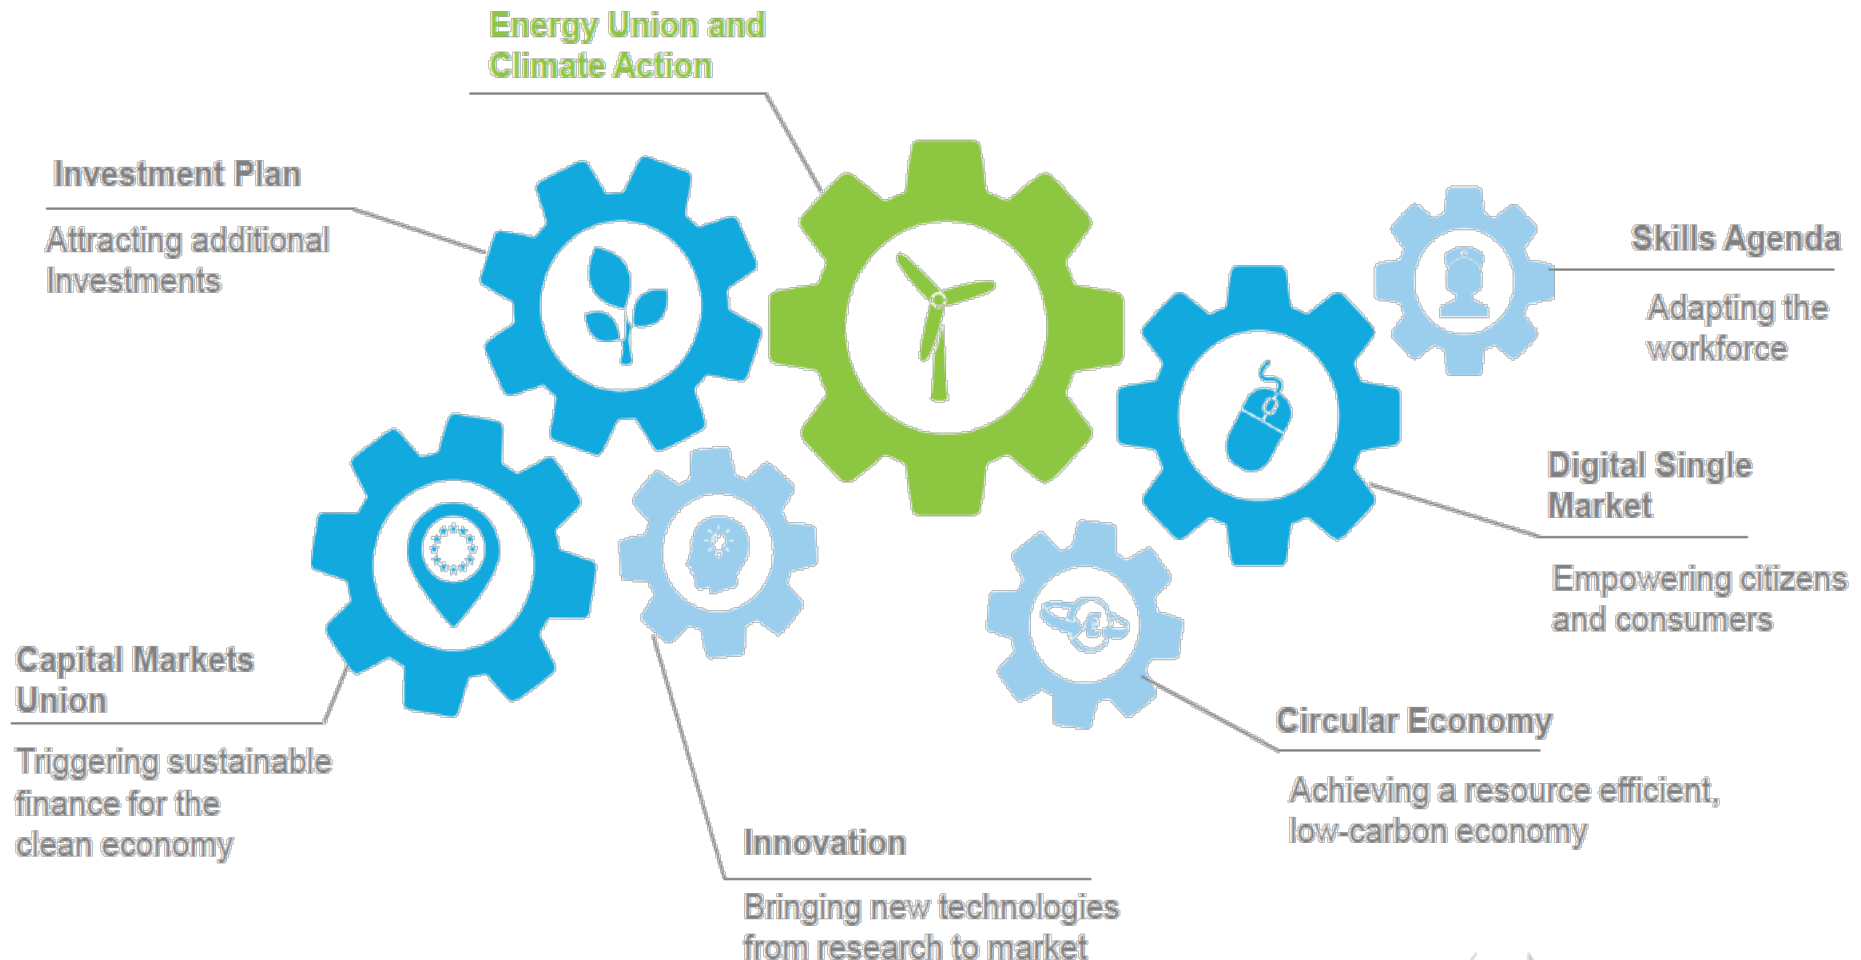 Energy Union and
Climate Action
Investment Plan
Attracting additional
Investments
Skills Agenda
Adapting the
workforce
Digital Single
Market
Empowering citizens
and consumers
Capital Markets
Union
Triggering sustainable
finance for the
clean economy
Circular Economy
Achieving a resource efficient,
low-carbon economy
Innovation
Bringing new technologies
from research to market
€